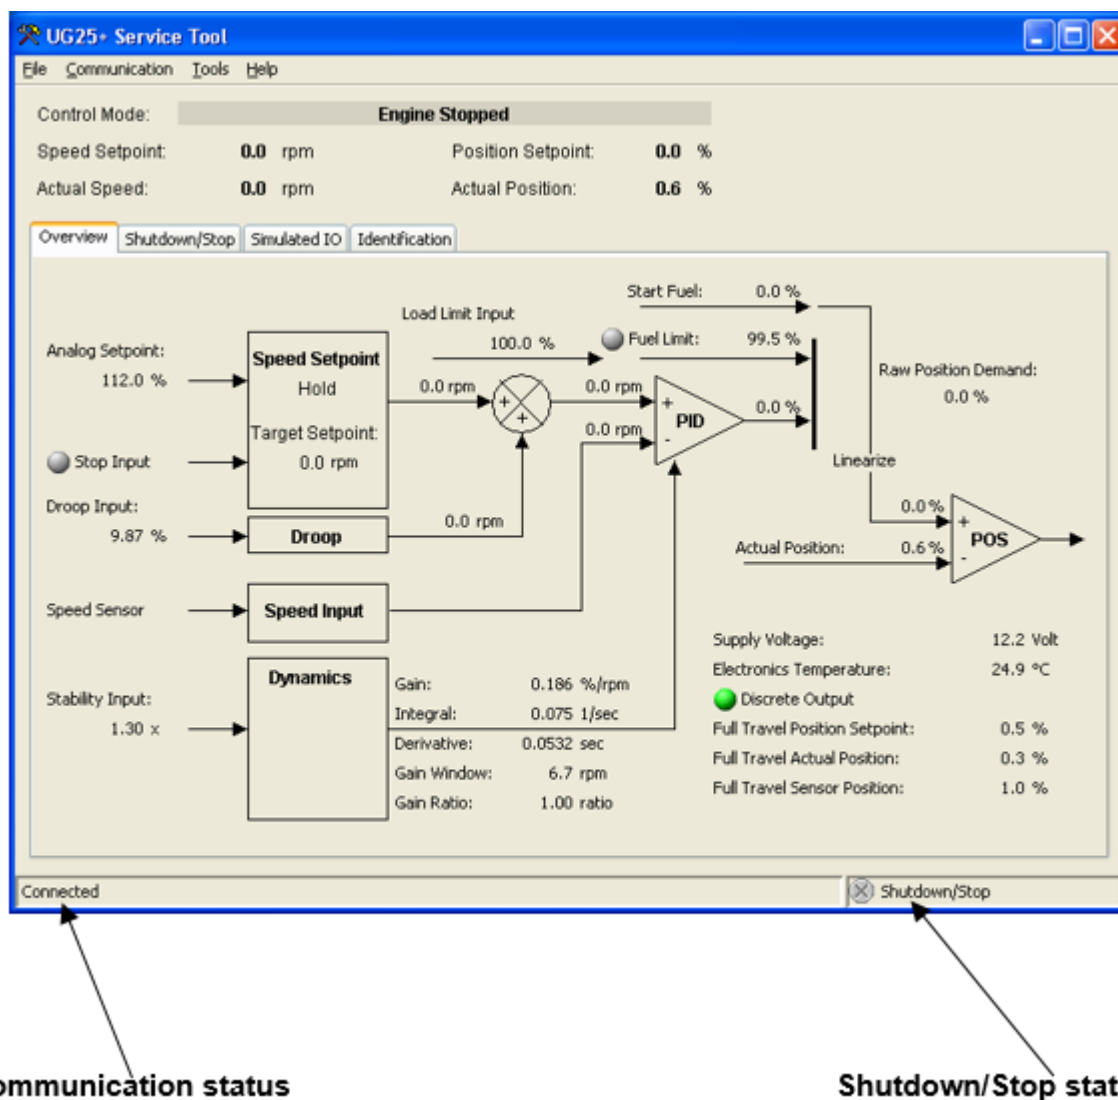 UG25+ Service Tool
File Communication Tools Help
Control Mode: Engine Stopped
Speed Setpoint: 0.0 rpm Position Setpoint: 0.0 %
Actual Speed: 0.0 rpm Actual Position: 0.6 %
Overview Shutdown/Stop Simulated IO Identification
Start Fuel: 0.0 %
Load Limit Input
100.0 %
Fuel Limit: 99.5 %
Analog Setpoint:
112.0 %
Speed Setpoint
Hold
Target Setpoint:
0.0 rpm
0.0 rpm
+
+
0.0 rpm
0.0 rpm
+
-
PID
0.0 %
Raw Position Demand:
0.0 %
Stop Input
Linearize
Droop Input:
9.87 %
Droop
0.0 rpm
0.0 %
Actual Position: 0.6 %
+
-
POS
Speed Sensor
Speed Input
Stability Input:
1.30 x
Dynamics
Gain: 0.186 %/rpm
Integral: 0.075 1/sec
Derivative: 0.0532 sec
Gain Window: 6.7 rpm
Gain Ratio: 1.00 ratio
Supply Voltage: 12.2 Volt
Electronics Temperature: 24.9 °C
Discrete Output
Full Travel Position Setpoint: 0.5 %
Full Travel Actual Position: 0.3 %
Full Travel Sensor Position: 1.0 %
Connected Shutdown/Stop
ommunication status Shutdown/Stop stat